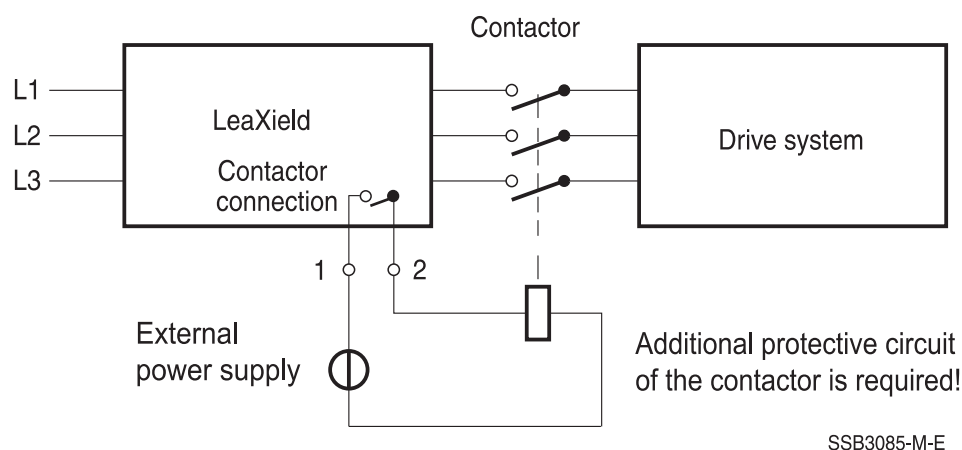 Contactor
L1
LeaXield
L2
Drive system
L3
Contactor
connection
1
2
External
power supply
Additional protective circuit
of the contactor is required!
SSB3085-M-E